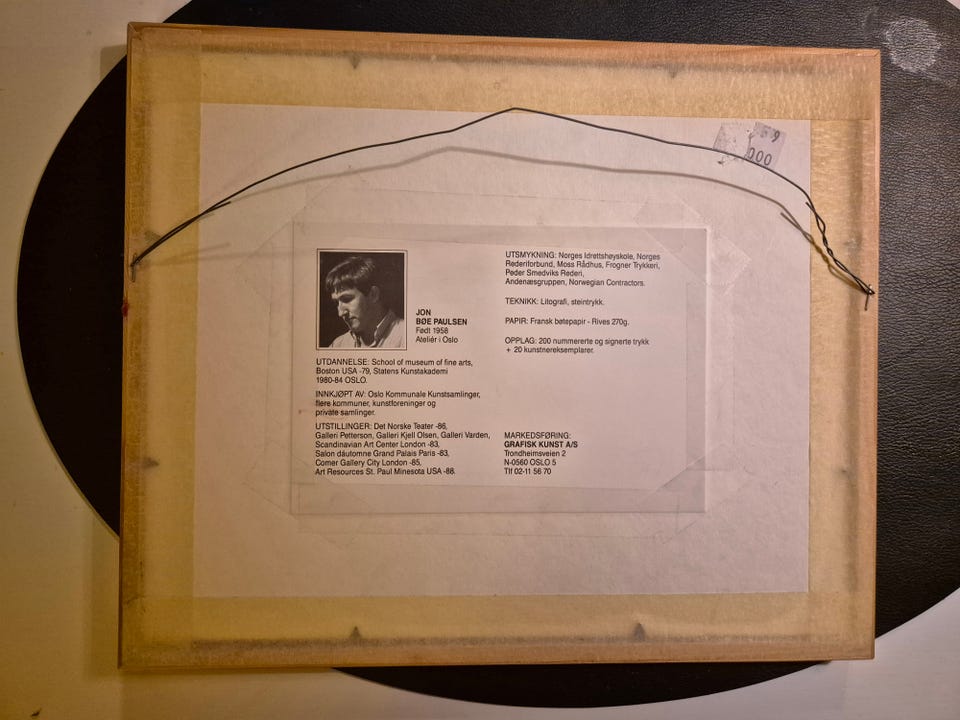 9
000
JON
BØE PAULSEN
Født 1958
Ateliér i Oslo
UTDANNELSE: School of museum of fine arts,
Boston USA -79, Statens Kunstakademi
1980-84 OSLO.
INNKJØPT AV: Oslo Kommunale Kunstsamlinger,
flere kommuner, kunstforeninger og
private samlinger.
UTSTILLINGER: Det Norske Teater -86,
Galleri Petterson, Galleri Kjell Olsen, Galleri Varden,
Scandinavian Art Center London -83,
Salon dáutomne Grand Palais Paris -83,
Corner Gallery City London -85,
Art Resources St. Paul Minesota USA -88.
UTSMYKNING: Norges Idrettshøyskole, Norges
Rederiforbund, Moss Rådhus, Frogner Trykkeri,
Peder Smedviks Rederi,
Andenæsgruppen, Norwegian Contractors.
TEKNIKK: Litografi, steintrykk.
PAPIR: Fransk bøtepapir - Rives 270g.
OPPLAG: 200 nummererte og signerte trykk
+ 20 kunstnereksemplarer.
MARKEDSFØRING:
GRAFISK KUNST A/S
Trondheimsveien 2
N-0560 OSLO 5
Tlf 02-11 56 70